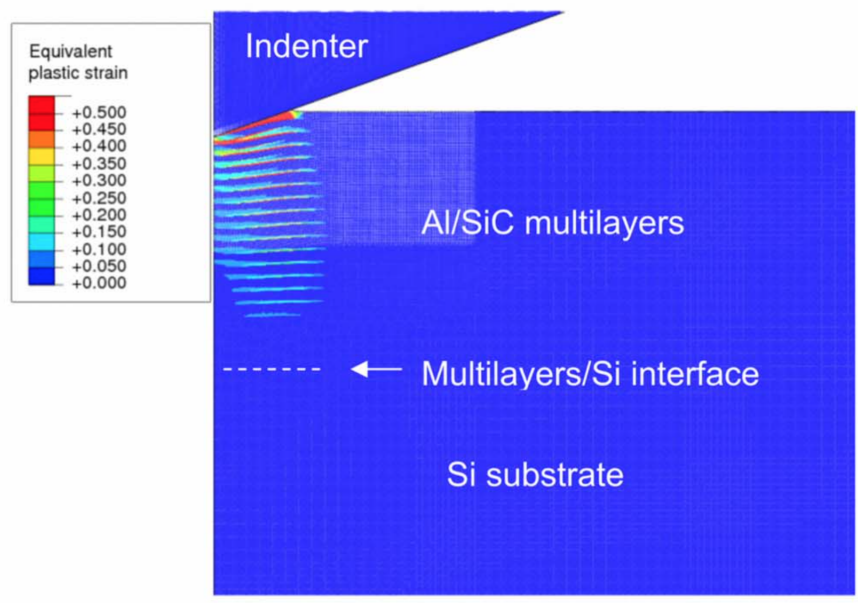 Indenter
Equivalent
plastic strain
+0.500
+0.450
+0.400
+0.350
+0.300
+0.250
+0.200
+0.150
+0.100
+0.050
+0.000
Al/SiC multilayers
Multilayers/Si interface
Si substrate